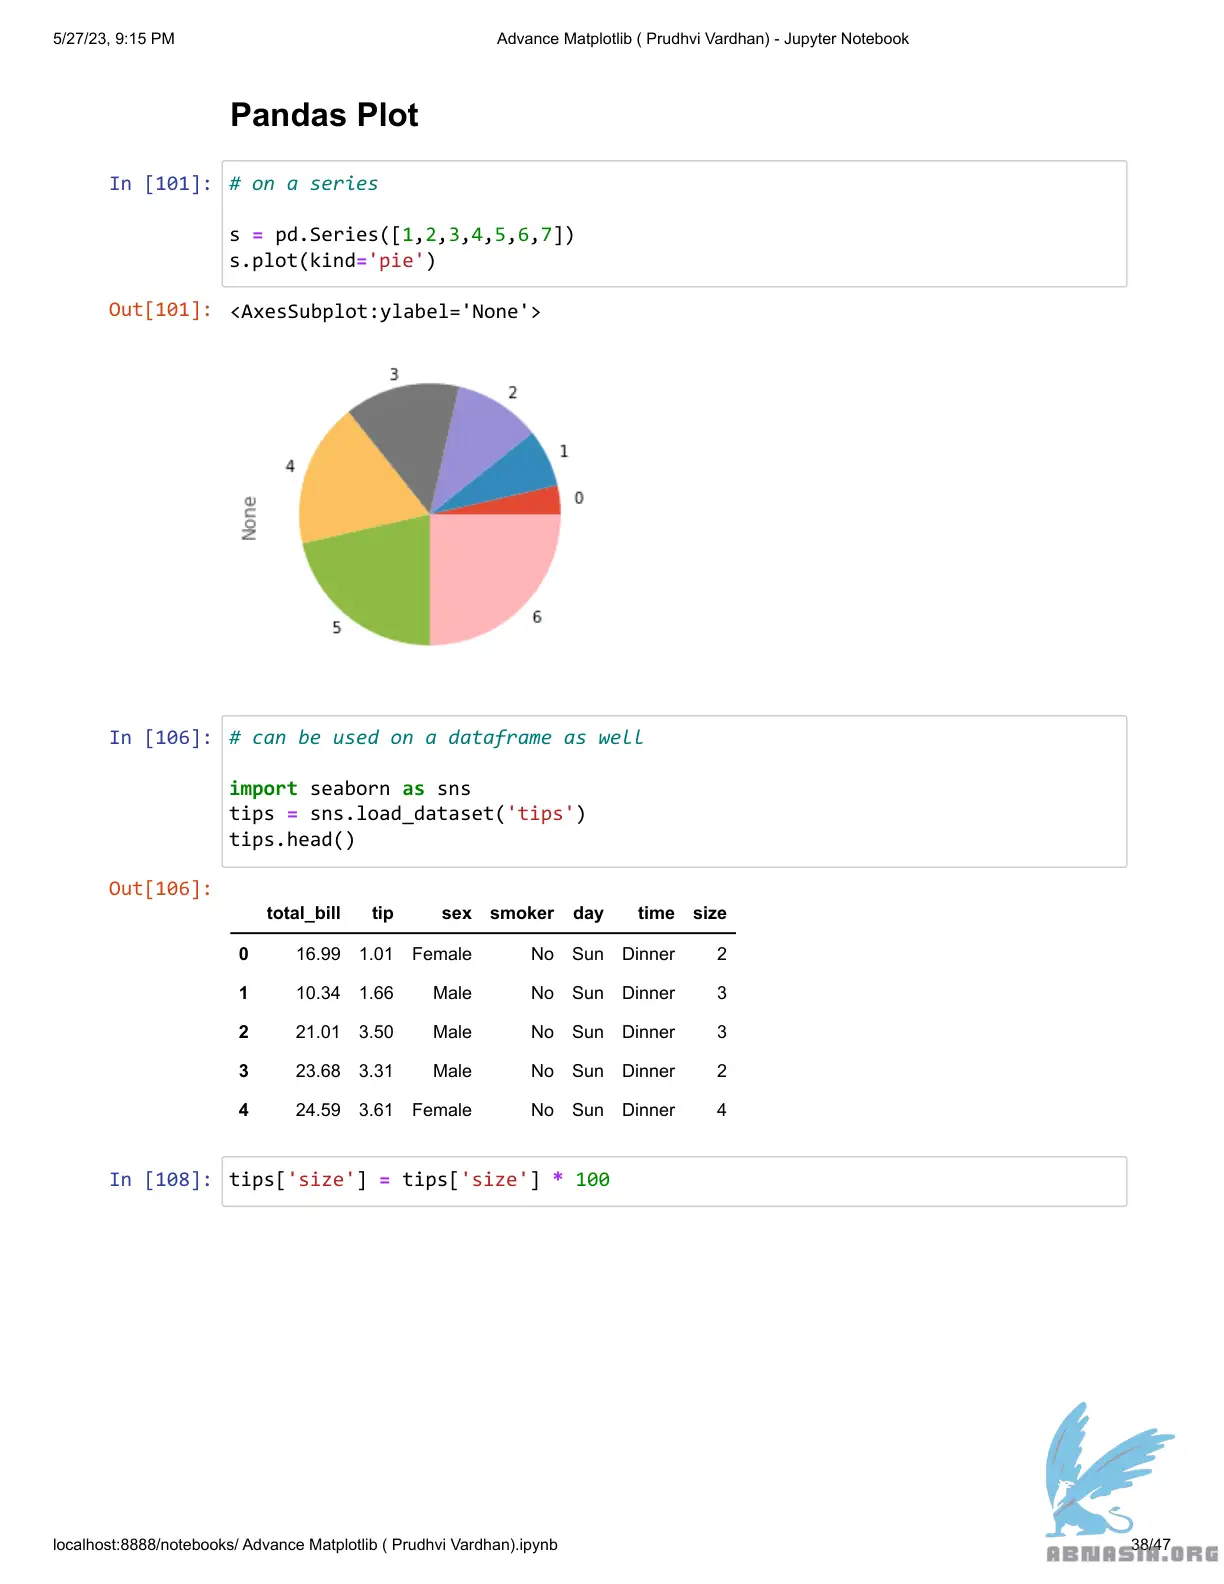 5/27/23, 9:15 PM Advance Matplotlib ( Prudhvi Vardhan) - Jupyter Notebook
Pandas Plot
In [101]: # on a series
s = pd.Series([1,2,3,4,5,6,7])
s.plot(kind='pie')
Out[101]: <AxesSubplot:ylabel='None'>
3
2
1
4
0
None
6
5
In [106]: # can be used on a dataframe as well
import seaborn as sns
tips = sns.load_dataset('tips')
tips.head()
Out[106]:
total_bill tip sex smoker day time size
0 16.99 1.01 Female No Sun Dinner 2
1 10.34 1.66 Male No Sun Dinner 3
2 21.01 3.50 Male No Sun Dinner 3
3 23.68 3.31 Male No Sun Dinner 2
4 24.59 3.61 Female No Sun Dinner 4
In [108]: tips['size'] = tips['size'] * 100
localhost:8888/notebooks/ Advance Matplotlib ( Prudhvi Vardhan).ipynb 38/47
ABNASIA.ORG